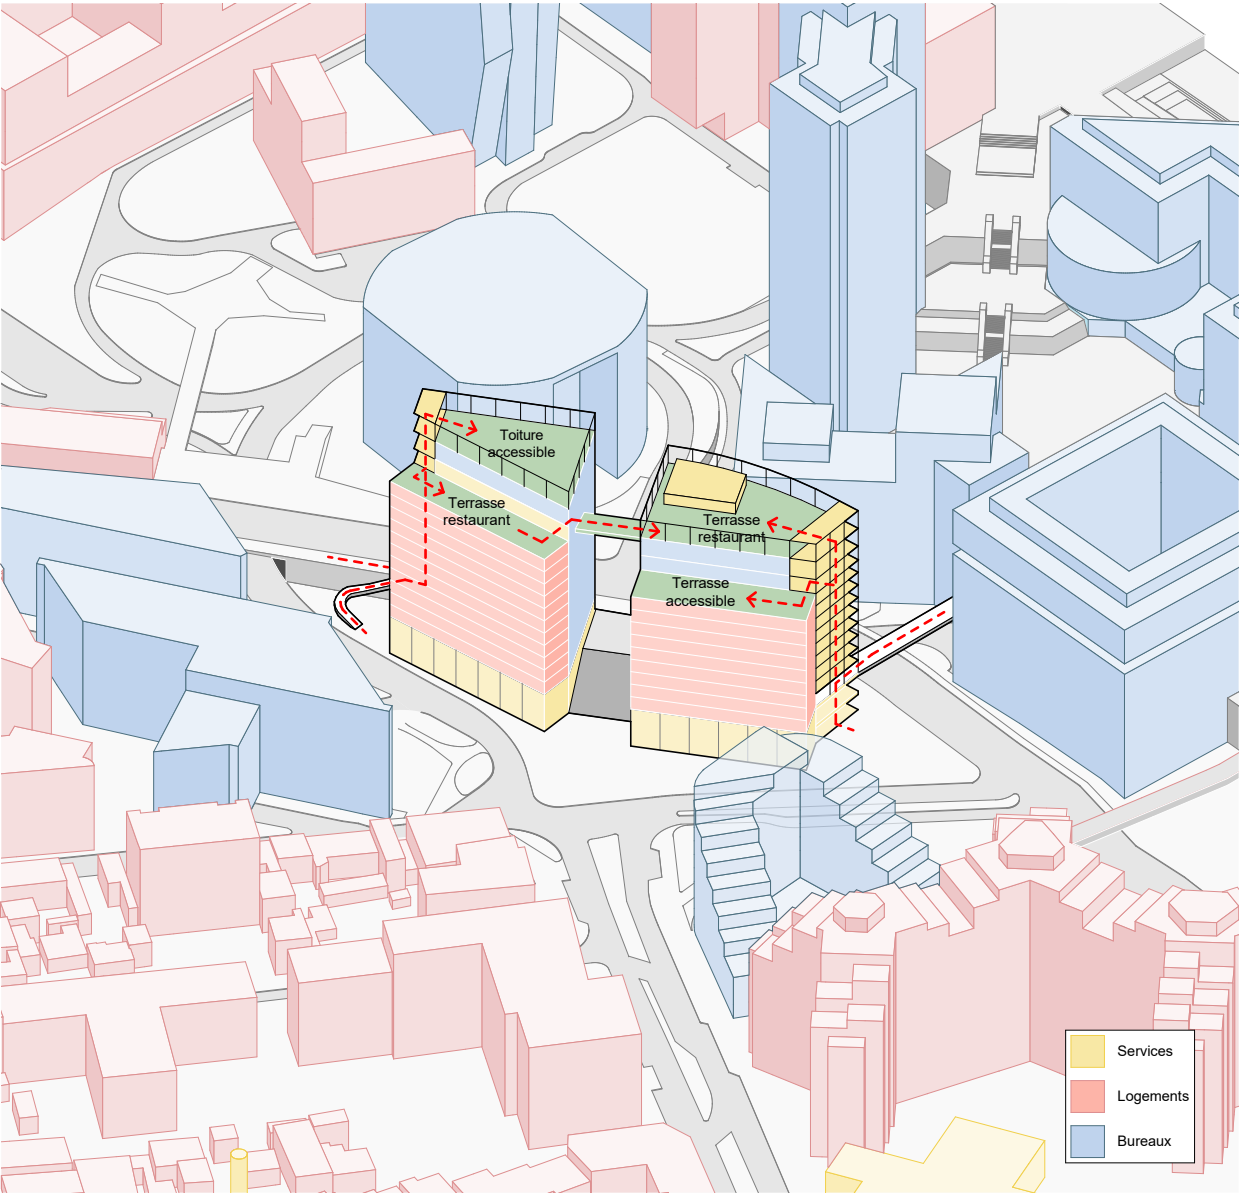 Toiture
accessible
Terrasse
restaurant
Terrasse
restaurant
Terrasse
accessible
Services
Logements
Bureaux